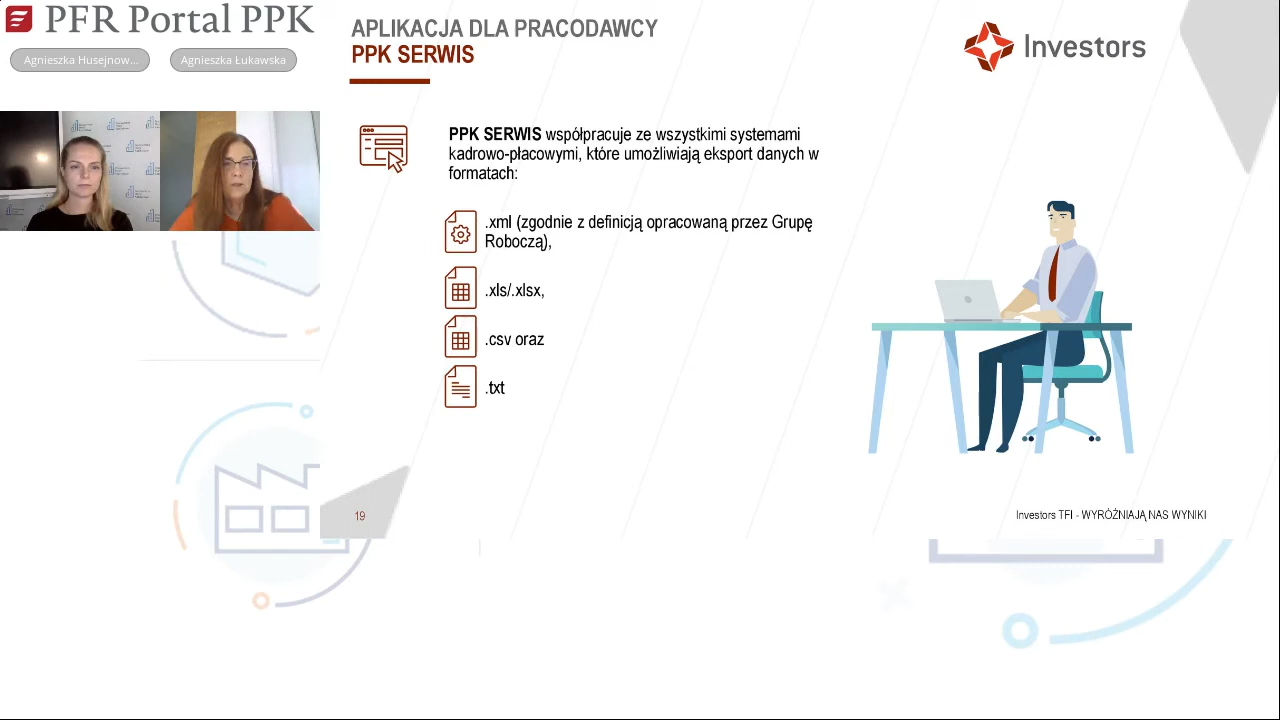 PFR Portal PPK
Agnieszka Husejnow...
Agnieszka Łukawska
APLIKACJA DLA PRACODAWCY
PPK SERWIS
Investors
PPK SERWIS współpracuje ze wszystkimi systemami
kadrowo-płacowymi, które umożliwiają eksport danych w
formatach:
.xml (zgodnie z definicją opracowaną przez Grupę
Roboczą),
.xls/.xlsx,
.csv oraz
.txt
19
Investors TFI - WYRÓŻNIAJĄ NAS WYNIKI